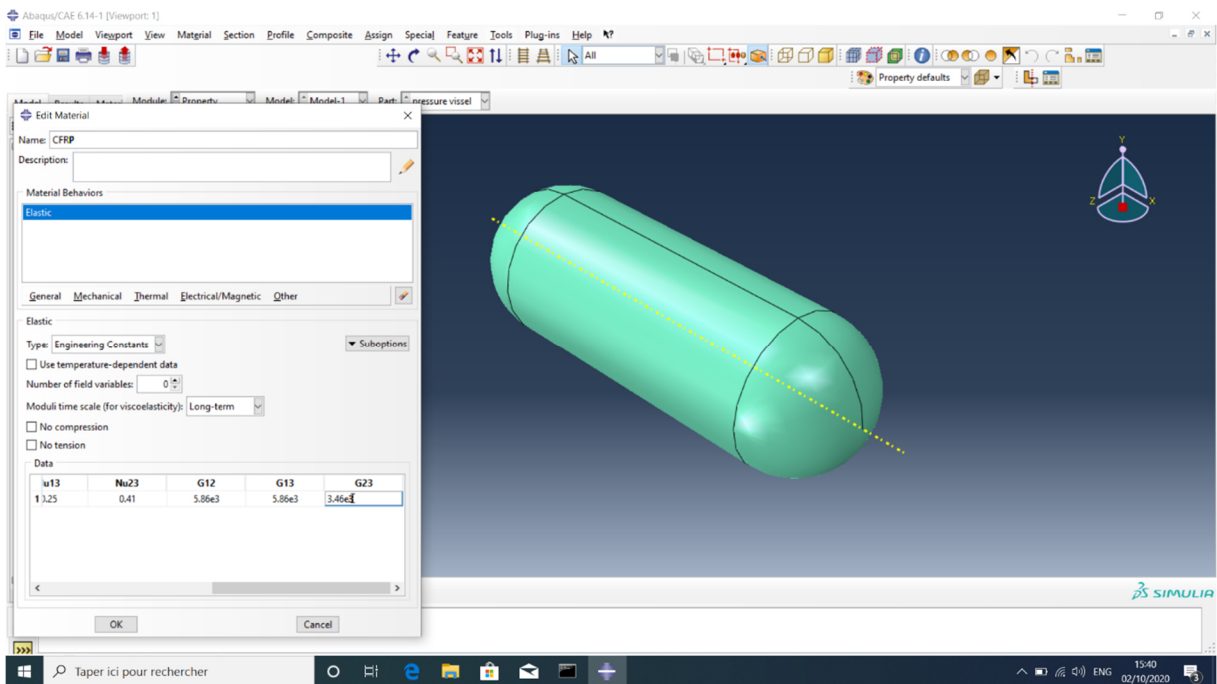 Abaqus/CAE 6.14-1 [Viewport: 1]
File Model Viewport View Material Section Profile Composite Assign Special Feature Tools Plug-ins Help
All
Property defaults
Module: Property Model: Model-1 Part: pressure vissel
Edit Material
Name: CFRP
Description:
Material Behaviors
Elastic
General Mechanical Thermal Electrical/Magnetic Other
Elastic
Type: Engineering Constants
Suboptions
Use temperature-dependent data
Number of field variables: 0
Moduli time scale (for viscoelasticity): Long-term
No compression
No tension
Data
u13 Nu23 G12 G13 G23
1 0.25 0.41 5.86e3 5.86e3 3.46e3
OK Cancel
Y
Z X
SIMULIA
>>>
Taper ici pour rechercher
ENG
15:40
02/10/2020
3